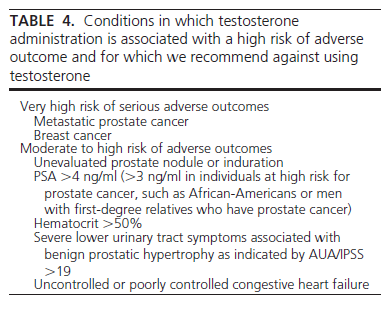 TABLE 4. Conditions in which testosterone
administration is associated with a high risk of adverse
outcome and for which we recommend against using
testosterone
Very high risk of serious adverse outcomes
Metastatic prostate cancer
Breast cancer
Moderate to high risk of adverse outcomes
Unevaluated prostate nodule or induration
PSA >4 ng/ml (>3 ng/ml in individuals at high risk for
prostate cancer, such as African-Americans or men
with first-degree relatives who have prostate cancer)
Hematocrit >50%
Severe lower urinary tract symptoms associated with
benign prostatic hypertrophy as indicated by AUA/IPSS
>19
Uncontrolled or poorly controlled congestive heart failure